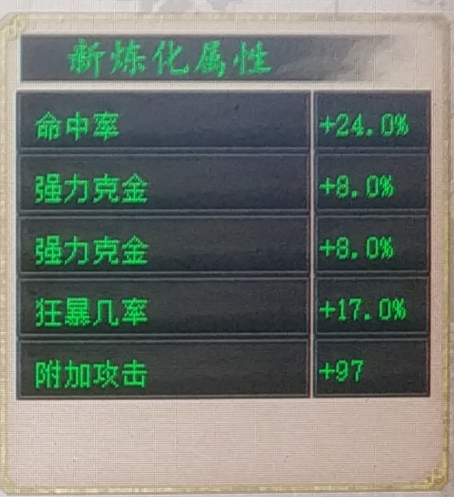 新炼化属性
命中率 +24.0%
强力克金 +8.0%
强力克金 +8.0%
狂暴几率 +17.0%
附加攻击 +97